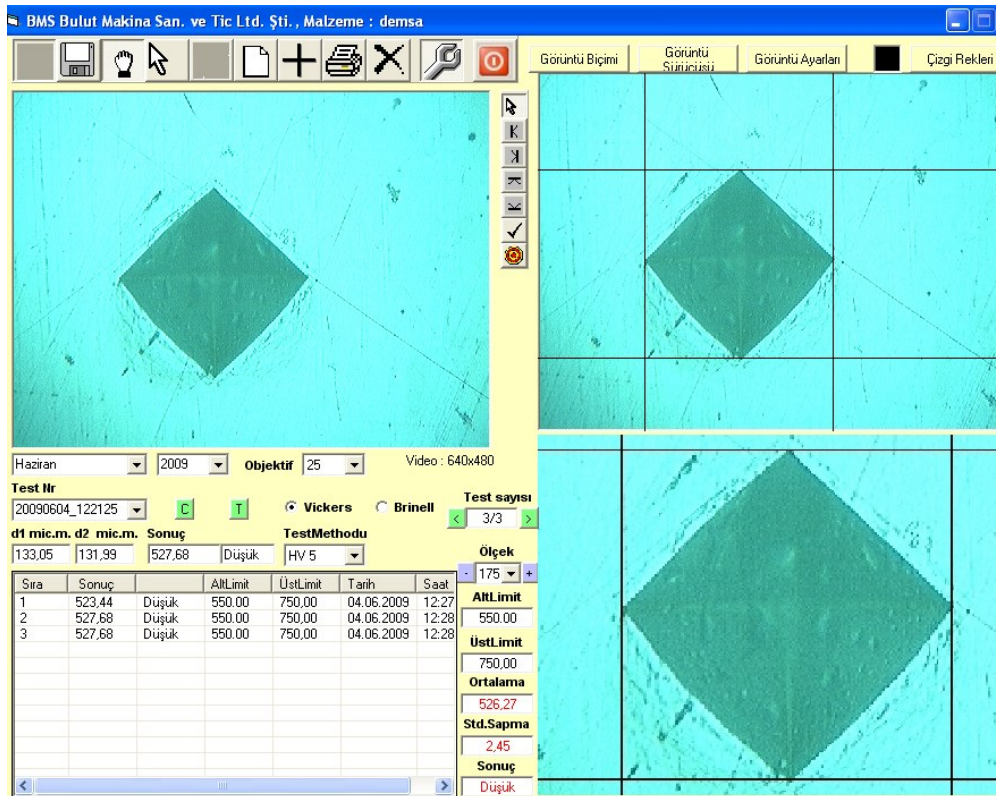 BMS Bulut Makina San. ve Tic Ltd. Şti., Malzeme : demsa
Görüntü Biçimi
Görüntü
Sürücüsü
Görüntü Ayarları
Çizgi Rekleri
Haziran
2009
Objektif
25
Video : 640x480
Test Nr
20090604_122125
C
T
Vickers
Brinell
Test sayısı
<
3/3
>
d1 mic.m. d2 mic.m. Sonuç
TestMethodu
133,05
131,99
527,68
Düşük
HV 5
Ölçek
- 175 +
Sıra Sonuç AltLimit ÜstLimit Tarih Saat
1 523,44 Düşük 550.00 750,00 04.06.2009 12:27
2 527,68 Düşük 550.00 750,00 04.06.2009 12:28
3 527,68 Düşük 550.00 750,00 04.06.2009 12:28
AltLimit
550.00
ÜstLimit
750,00
Ortalama
526,27
Std.Sapma
2,45
Sonuç
Düşük